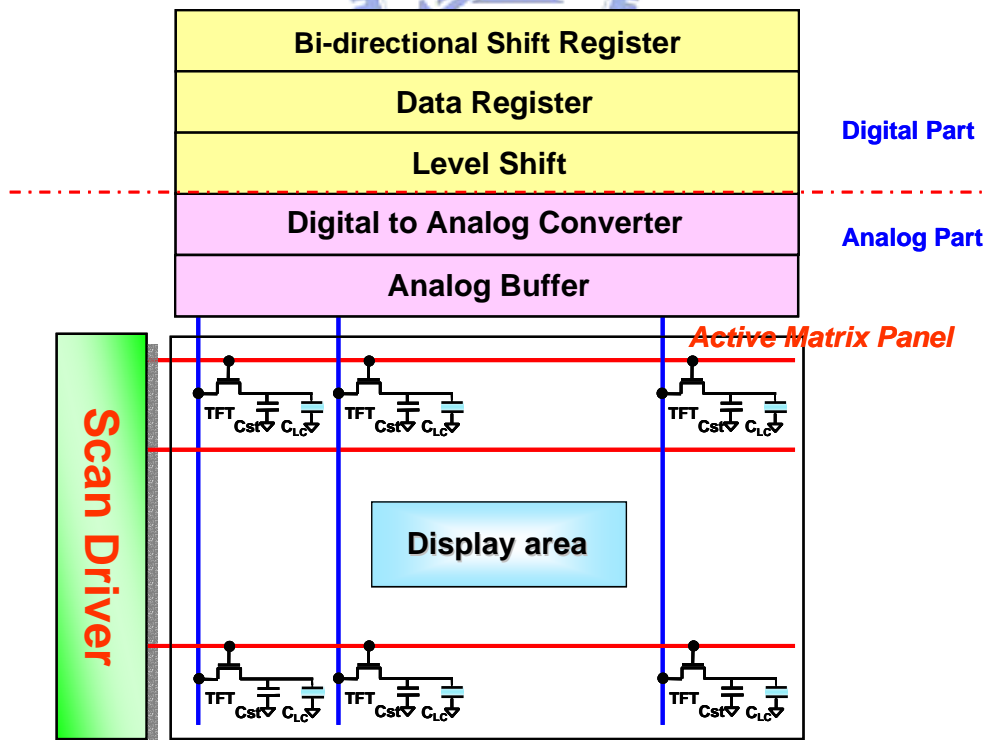 Bi-directional Shift Register
Data Register
Digital Part
Level Shift
Digital to Analog Converter
Analog Part
Analog Buffer
Active Matrix Panel
Scan Driver
TFT Cst CLC TFT Cst CLC TFT Cst CLC
Display area
TFT Cst CLC TFT Cst CLC TFT Cst CLC